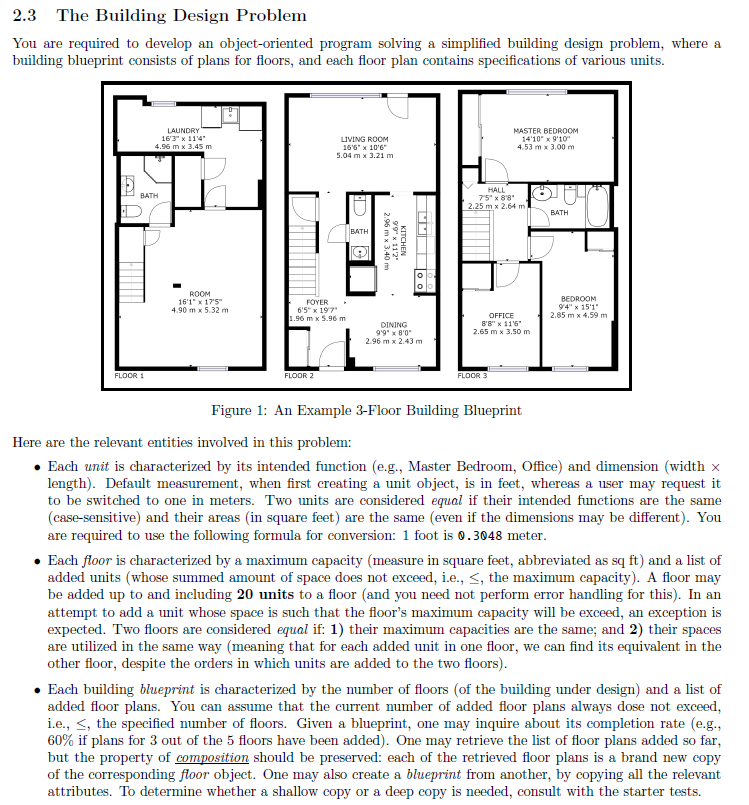 2.3 The Building Design Problem
You are required to develop an object-oriented program solving a simplified building design problem, where a
building blueprint consists of plans for floors, and each floor plan contains specifications of various units.
LAUNDRY
16'3" x 11'4"
4.96 m x 3.45 m
BATH
ROOM
16'1" x 17'5"
4.90 m x 5.32 m
FLOOR 1
LIVING ROOM
16'6" x 10'6"
5.04 m x 3.21 m
BATH
KITCHEN
9'9" x 11'2"
2.96 m x 3.40 m
FOYER
6'5" x 19'7"
1.96 m x 5.96 m
DINING
9'9" x 8'0"
2.96 m x 2.43 m
FLOOR 2
MASTER BEDROOM
14'10" x 9'10"
4.53 m x 3.00 m
HALL
7'5" x 8'8"
2.25 m x 2.64 m
BATH
BEDROOM
9'4" x 15'1"
2.85 m x 4.59 m
OFFICE
8'8" x 11'6"
2.65 m x 3.50 m
FLOOR 3
Figure 1: An Example 3-Floor Building Blueprint
Here are the relevant entities involved in this problem:
• Each unit is characterized by its intended function (e.g., Master Bedroom, Office) and dimension (width ×
length). Default measurement, when first creating a unit object, is in feet, whereas a user may request it
to be switched to one in meters. Two units are considered equal if their intended functions are the same
(case-sensitive) and their areas (in square feet) are the same (even if the dimensions may be different). You
are required to use the following formula for conversion: 1 foot is 0.3048 meter.
• Each floor is characterized by a maximum capacity (measure in square feet, abbreviated as sq ft) and a list of
added units (whose summed amount of space does not exceed, i.e., ≤, the maximum capacity). A floor may
be added up to and including 20 units to a floor (and you need not perform error handling for this). In an
attempt to add a unit whose space is such that the floor's maximum capacity will be exceed, an exception is
expected. Two floors are considered equal if: 1) their maximum capacities are the same; and 2) their spaces
are utilized in the same way (meaning that for each added unit in one floor, we can find its equivalent in the
other floor, despite the orders in which units are added to the two floors).
• Each building blueprint is characterized by the number of floors (of the building under design) and a list of
added floor plans. You can assume that the current number of added floor plans always dose not exceed,
i.e., ≤, the specified number of floors. Given a blueprint, one may inquire about its completion rate (e.g.,
60% if plans for 3 out of the 5 floors have been added). One may retrieve the list of floor plans added so far,
but the property of composition should be preserved: each of the retrieved floor plans is a brand new copy
of the corresponding floor object. One may also create a blueprint from another, by copying all the relevant
attributes. To determine whether a shallow copy or a deep copy is needed, consult with the starter tests.